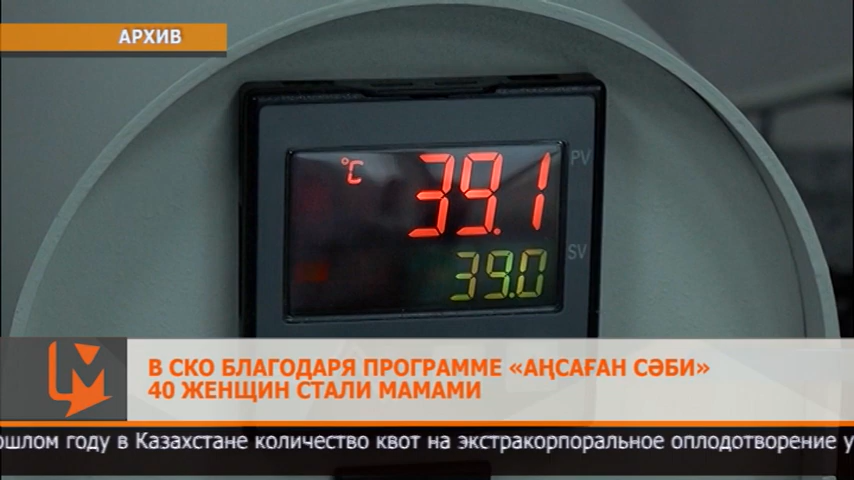 АРХИВ
°C 39.1 PV
39.0 SV
В СКО БЛАГОДАРЯ ПРОГРАММЕ «АҢСАҒАН СӘБИ»
40 ЖЕНЩИН СТАЛИ МАМАМИ
ошлом году в Казахстане количество квот на экстракорпоральное оплодотворение у